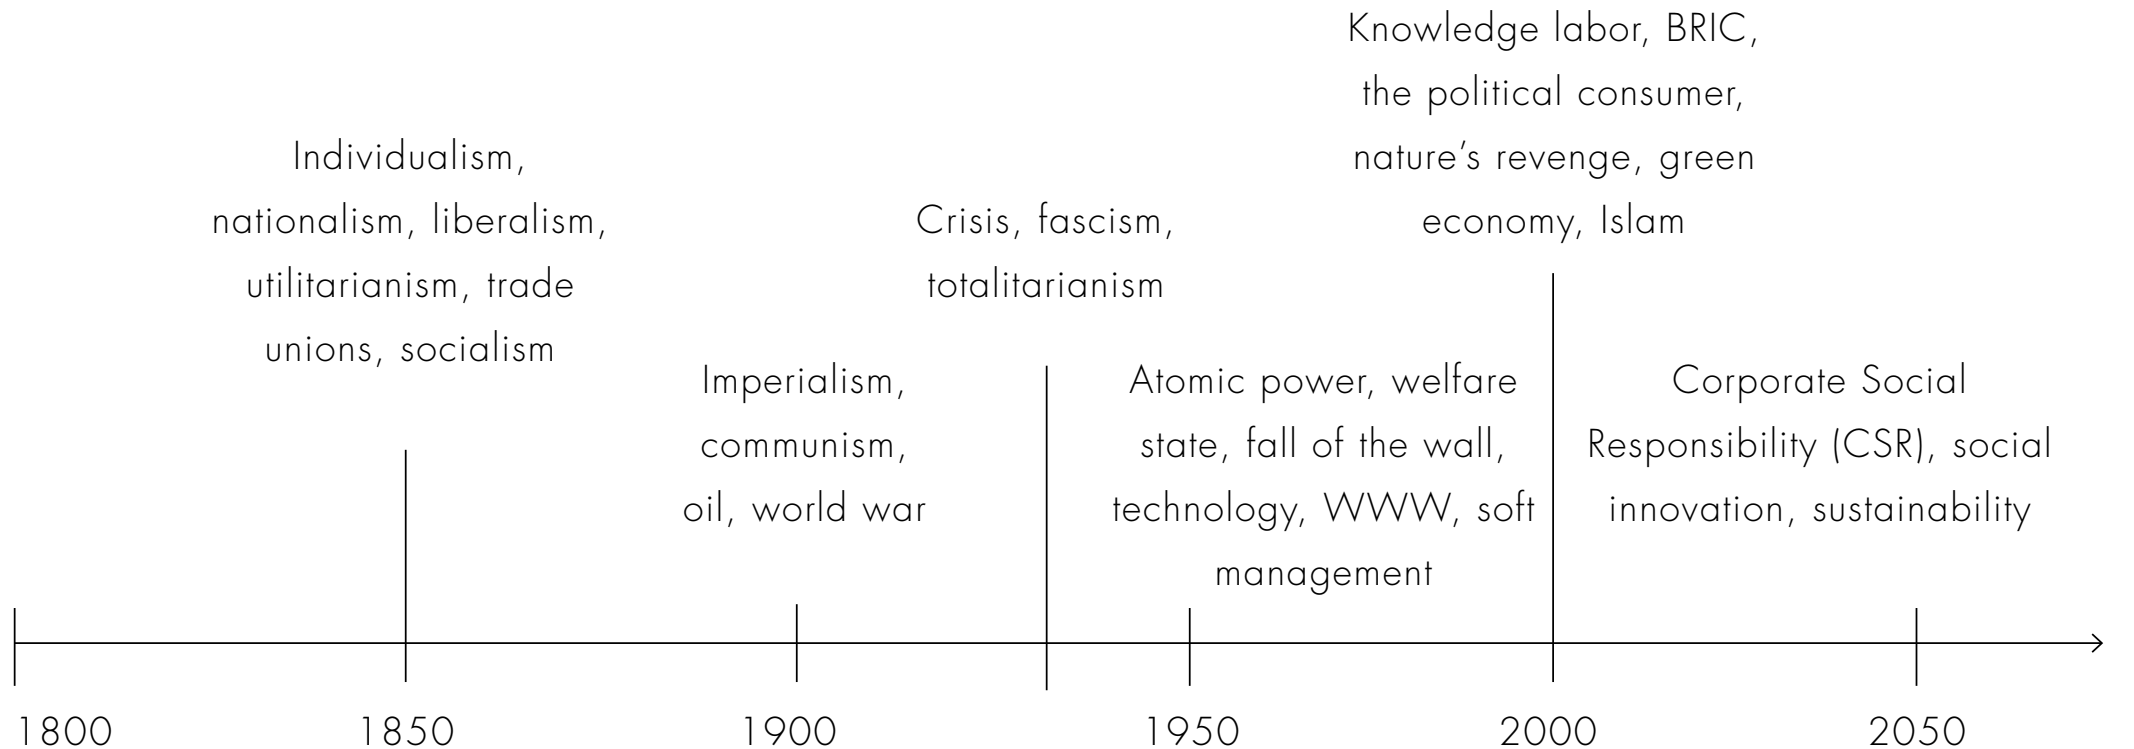 Individualism,
nationalism, liberalism,
utilitarianism, trade
unions, socialism
Imperialism,
communism,
oil, world war
Crisis, fascism,
totalitarianism
Atomic power, welfare
state, fall of the wall,
technology, WWW, soft
management
Knowledge labor, BRIC,
the political consumer,
nature’s revenge, green
economy, Islam
Corporate Social
Responsibility (CSR), social
innovation, sustainability
1800
1850
1900
1950
2000
2050